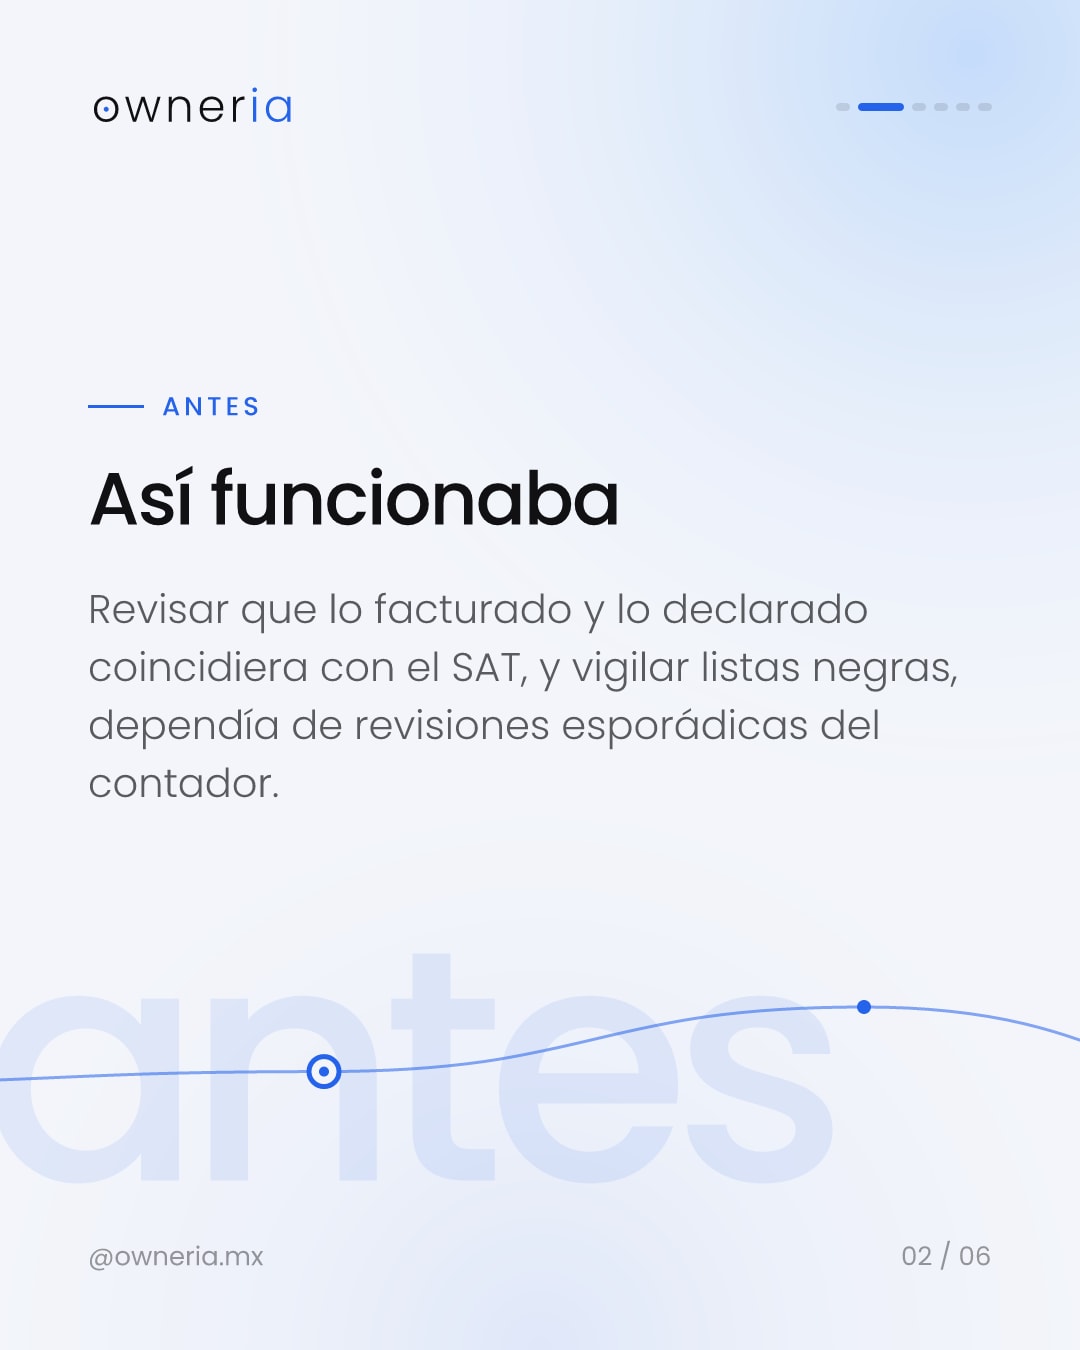 owneria
ANTES
Así funcionaba
Revisar que lo facturado y lo declarado
coincidiera con el SAT, y vigilar listas negras,
dependía de revisiones esporádicas del
contador.
antes
@owneria.mx
02 / 06